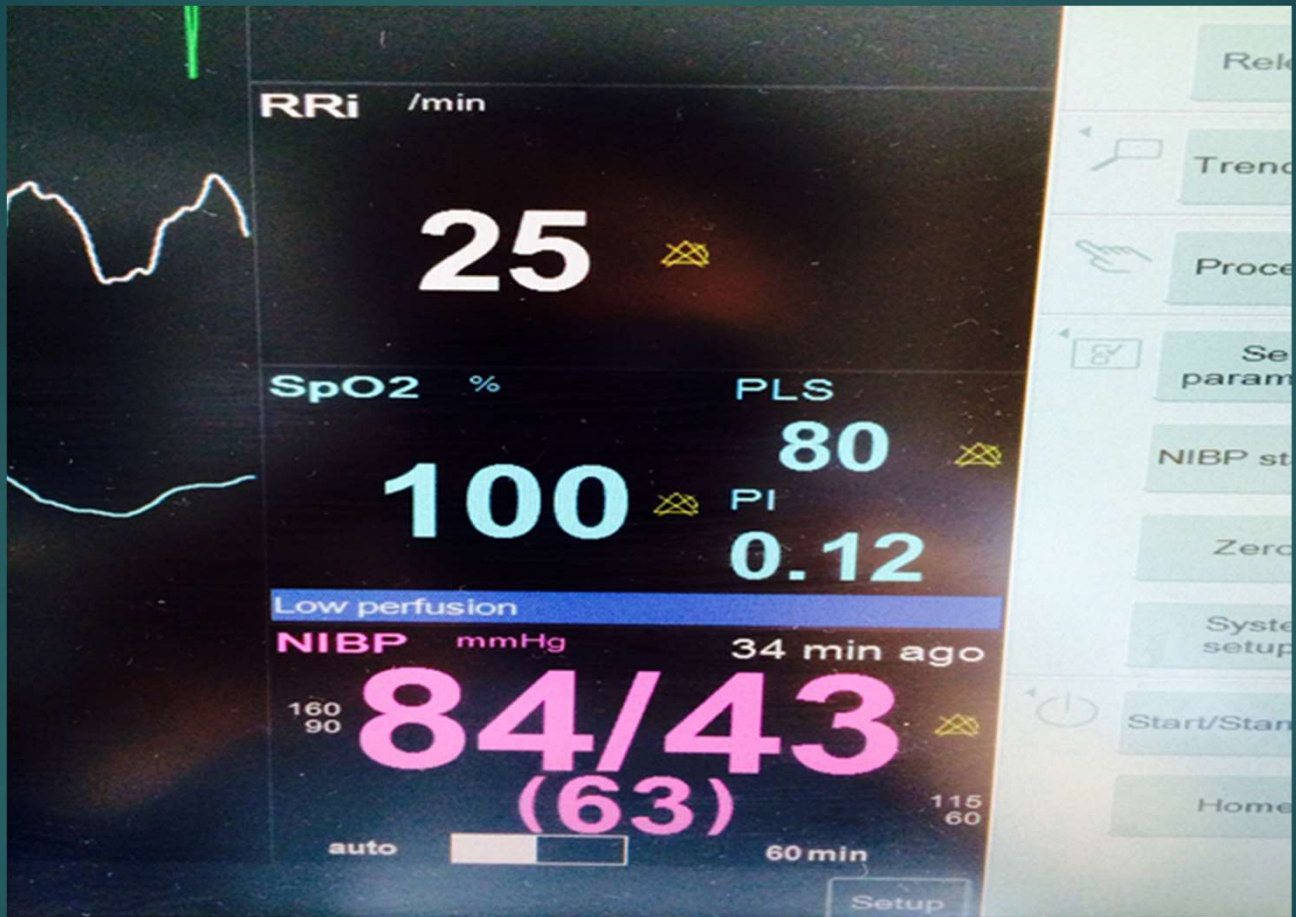 RRi /min
25
SpO2 % PLS
80
100
PI
0.12
Low perfusion
NIBP mmHg 34 min ago
160
90
84/43
(63)
115
60
auto 60 min
Setup
NIBP
Zero
Home